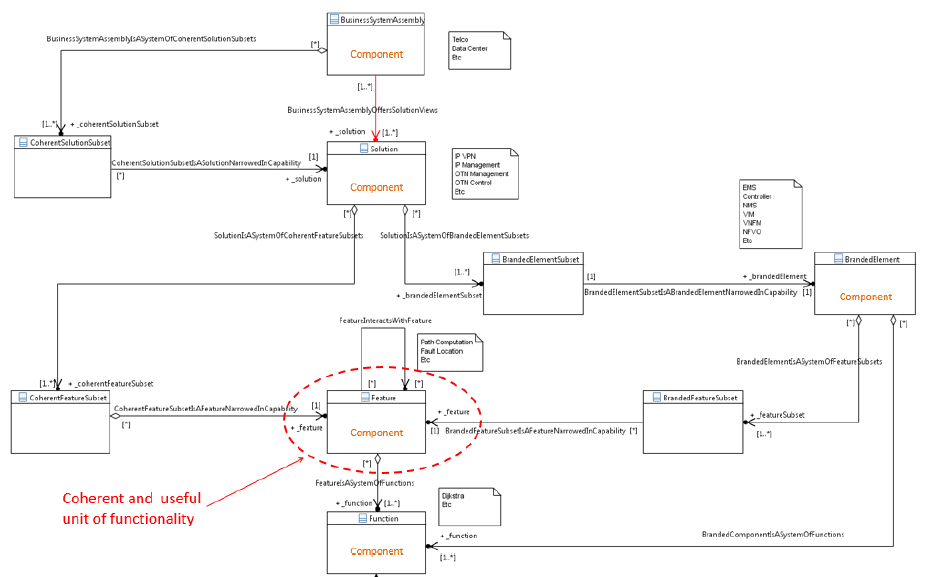 BusinessSystemAssembly
BusinessSystemAssemblyIsASystemOfCoherentSolutionSubsets
[*]
Component
Telco
Data Center
Etc
[1..*]
BusinessSystemAssemblyOffersSolutionViews
[1..*]
+ _coherentSolutionSubset
+ _solution
[1..*]
CoherentSolutionSubset
Solution
CoherentSolutionSubsetIsASolutionNarrowedInCapability
[1]
[*]
+ _solution
Component
IP VPN
IP Management
OTN Management
OTN Control
Etc
EMS
Controller
NMS
VIM
VNFM
NFVO
Etc
[*]
[*]
SolutionIsASystemOfCoherentFeatureSubsets
SolutionIsASystemOfBrandedElementSubsets
BrandedElementSubset
BrandedElement
[1..*]
[1]
+ _brandedElement
+ _brandedElementSubset
BrandedElementSubsetIsABrandedElementNarrowedInCapability
[1]
Component
FeatureInteractsWithFeature
[*]
[*]
Path Computation
Fault Location
Etc
BrandedElementIsASystemOfFeatureSubsets
[1..*]
+ _coherentFeatureSubset
[*]
[*]
CoherentFeatureSubset
Feature
BrandedFeatureSubset
CoherentFeatureSubsetIsAFeatureNarrowedInCapability
[1]
[*]
+ _feature
Component
+ _feature
[1]
BrandedFeatureSubsetIsAFeatureNarrowedInCapability
[*]
+ _featureSubset
[1..*]
[*]
FeatureIsASystemOfFunctions
Coherent and useful
unit of functionality
+ _function
[1..*]
Dijkstra
Etc
Function
Component
+ _function
[1..*]
BrandedComponentIsASystemOfFunctions